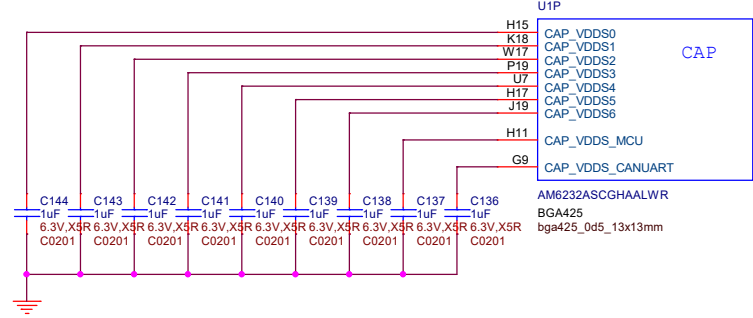 U1P
H15 CAP_VDDS0
K18 CAP_VDDS1
W17 CAP_VDDS2
P19 CAP_VDDS3
U7 CAP_VDDS4
H17 CAP_VDDS5
J19 CAP_VDDS6
CAP
H11 CAP_VDDS_MCU
G9 CAP_VDDS_CANUART
AM6232ASCGHAALWR
BGA425
bga425_0d5_13x13mm
C144 C143 C142 C141 C140 C139 C138 C137 C136
1uF 1uF 1uF 1uF 1uF 1uF 1uF 1uF 1uF
6.3V,X5R 6.3V,X5R 6.3V,X5R 6.3V,X5R 6.3V,X5R 6.3V,X5R 6.3V,X5R 6.3V,X5R 6.3V,X5R
C0201 C0201 C0201 C0201 C0201 C0201 C0201 C0201 C0201